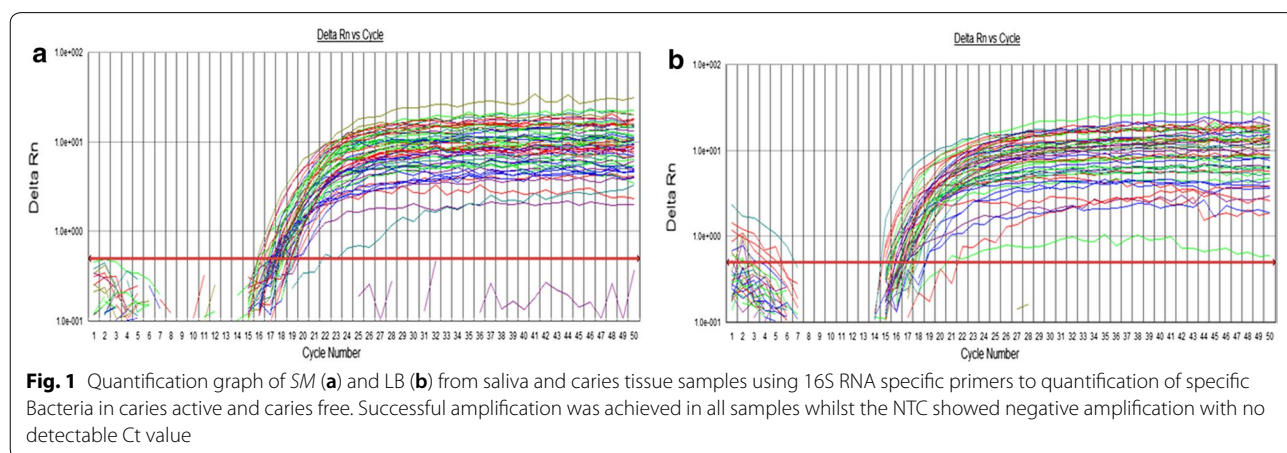 a
Delta Rn vs Cycle
1.0e+002
1.0e+001
1.0e+000
1.0e-001
Delta Rn
1 2 3 4 5 6 7 8 9 10 11 12 13 14 15 16 17 18 19 20 21 22 23 24 25 26 27 28 29 30 31 32 33 34 35 36 37 38 39 40 41 42 43 44 45 46 47 48 49 50
Cycle Number
b
Delta Rn vs Cycle
1.0e+002
1.0e+001
1.0e+000
1.0e-001
Delta Rn
1 2 3 4 5 6 7 8 9 10 11 12 13 14 15 16 17 18 19 20 21 22 23 24 25 26 27 28 29 30 31 32 33 34 35 36 37 38 39 40 41 42 43 44 45 46 47 48 49 50
Cycle Number
Fig. 1 Quantification graph of SM (a) and LB (b) from saliva and caries tissue samples using 16S RNA specific primers to quantification of specific
Bacteria in caries active and caries free. Successful amplification was achieved in all samples whilst the NTC showed negative amplification with no
detectable Ct value